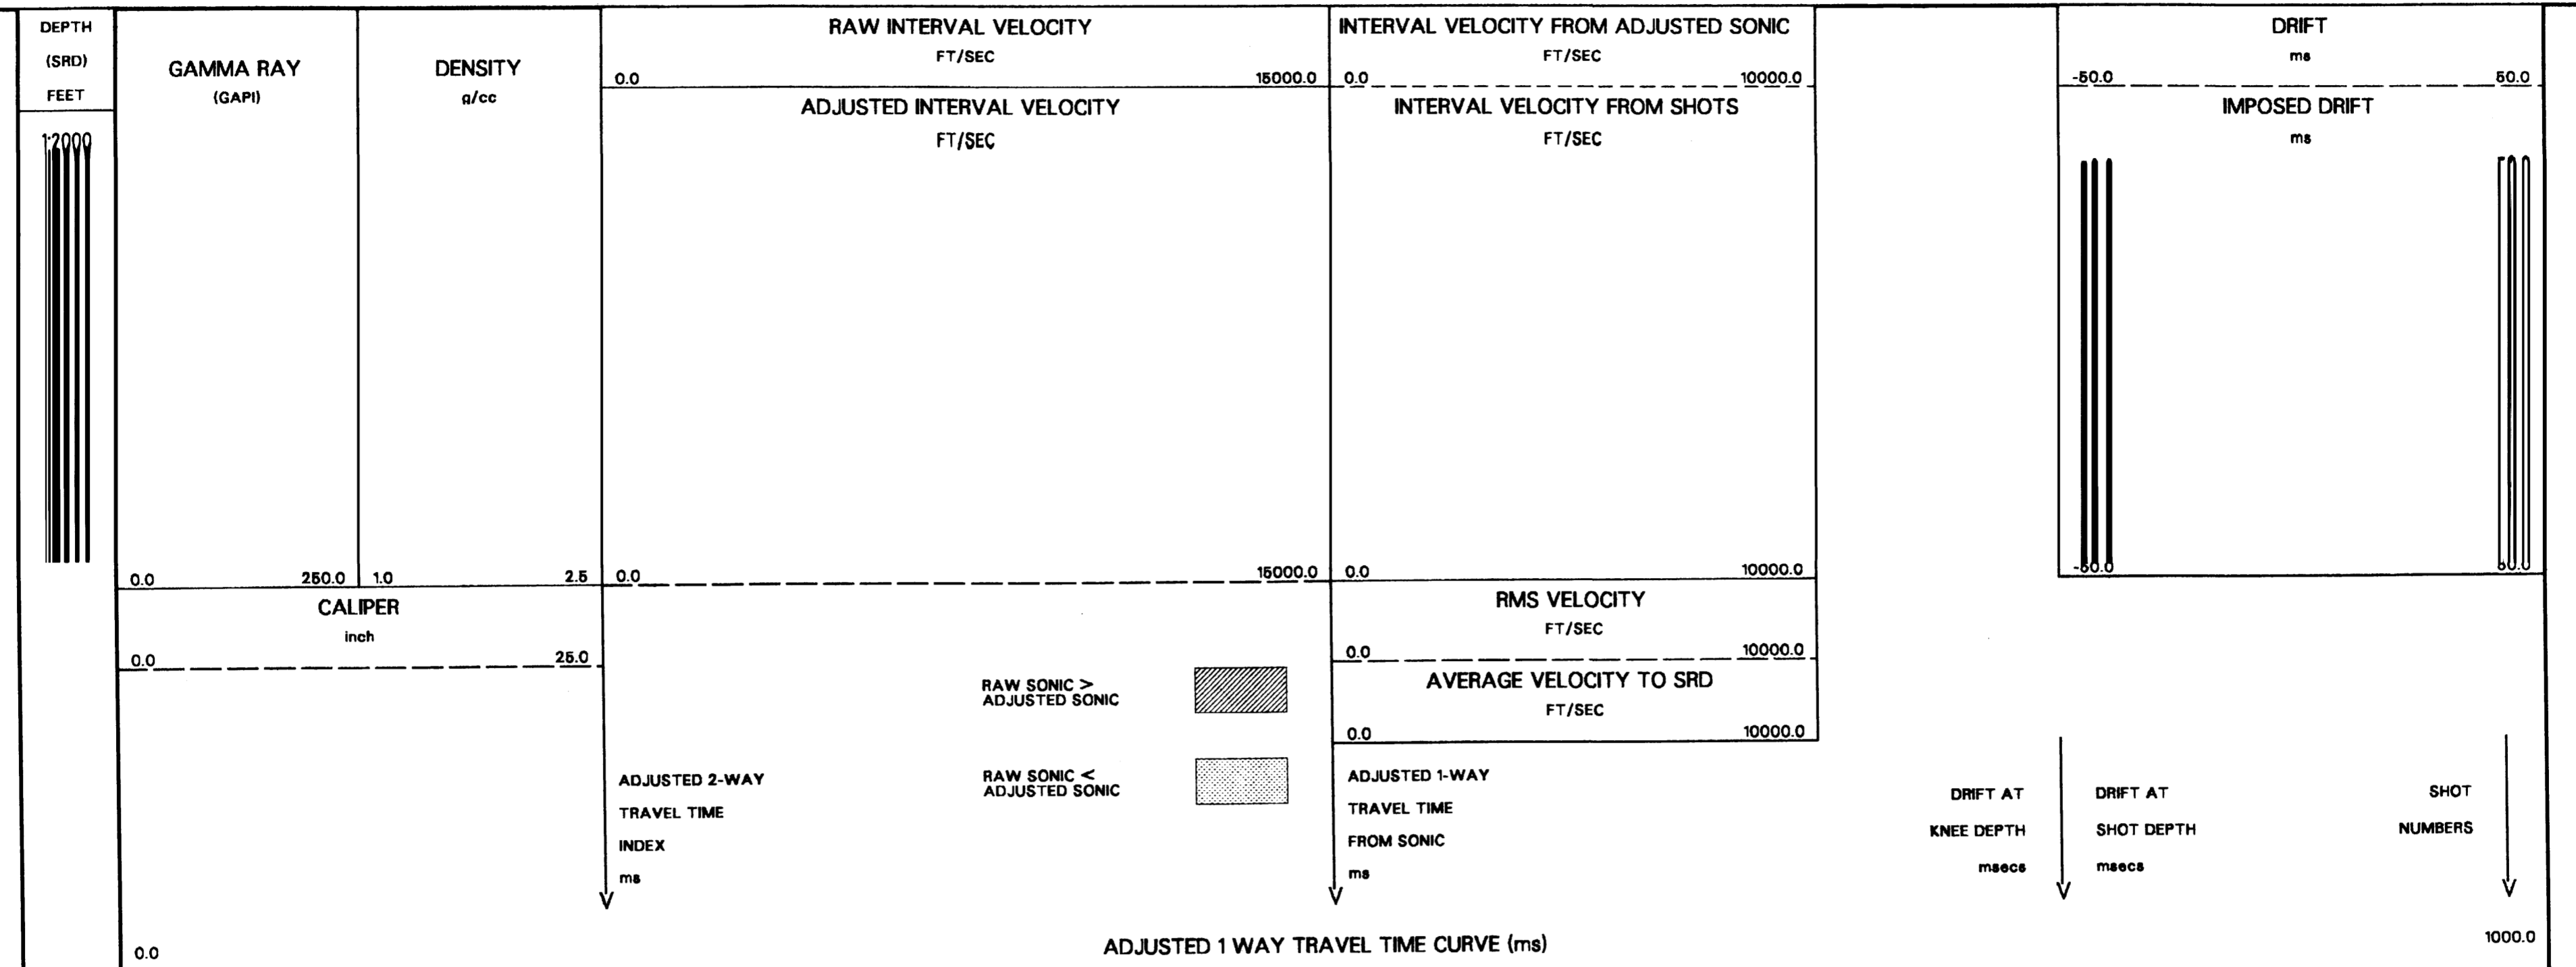 DEPTH
(SRD)
FEET
1:2000
GAMMA RAY
(GAPI)
0.0 250.0
DENSITY
g/cc
1.0 2.5
CALIPER
inch
0.0 25.0
RAW INTERVAL VELOCITY
FT/SEC
0.0 15000.0
ADJUSTED INTERVAL VELOCITY
FT/SEC
0.0 15000.0
RAW SONIC >
ADJUSTED SONIC
RAW SONIC <
ADJUSTED SONIC
ADJUSTED 2-WAY
TRAVEL TIME
INDEX
ms
INTERVAL VELOCITY FROM ADJUSTED SONIC
FT/SEC
0.0 10000.0
INTERVAL VELOCITY FROM SHOTS
FT/SEC
0.0 10000.0
RMS VELOCITY
FT/SEC
0.0 10000.0
AVERAGE VELOCITY TO SRD
FT/SEC
0.0 10000.0
ADJUSTED 1-WAY
TRAVEL TIME
FROM SONIC
ms
DRIFT
ms
-50.0 50.0
IMPOSED DRIFT
ms
-50.0 50.0
DRIFT AT
KNEE DEPTH
msecs
DRIFT AT
SHOT DEPTH
msecs
SHOT
NUMBERS
0.0 ADJUSTED 1 WAY TRAVEL TIME CURVE (ms) 1000.0